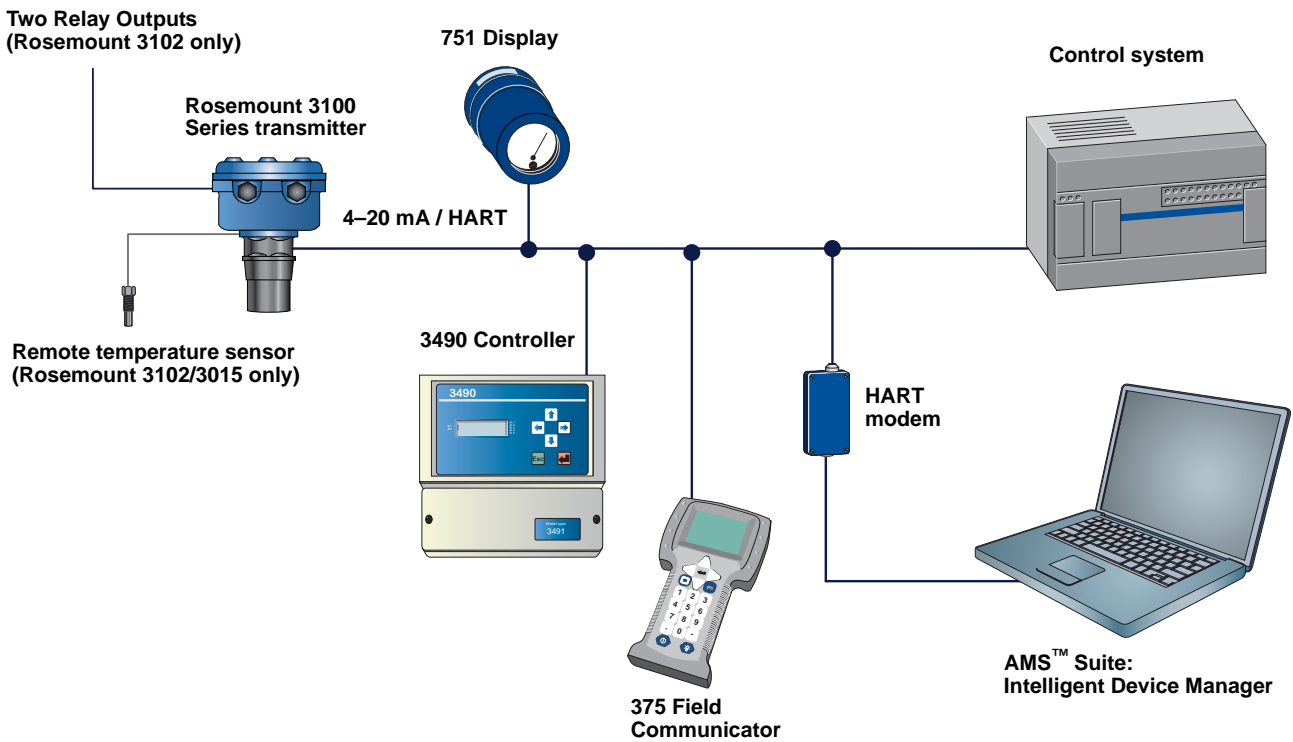 Two Relay Outputs
(Rosemount 3102 only)
751 Display
Control system
Rosemount 3100
Series transmitter
4–20 mA / HART
Remote temperature sensor
(Rosemount 3102/3015 only)
3490 Controller
3490
Esc
3491
HART
modem
1 2 3
4 5 6
7 8 9
. 0 -
375 Field
Communicator
AMS™ Suite:
Intelligent Device Manager